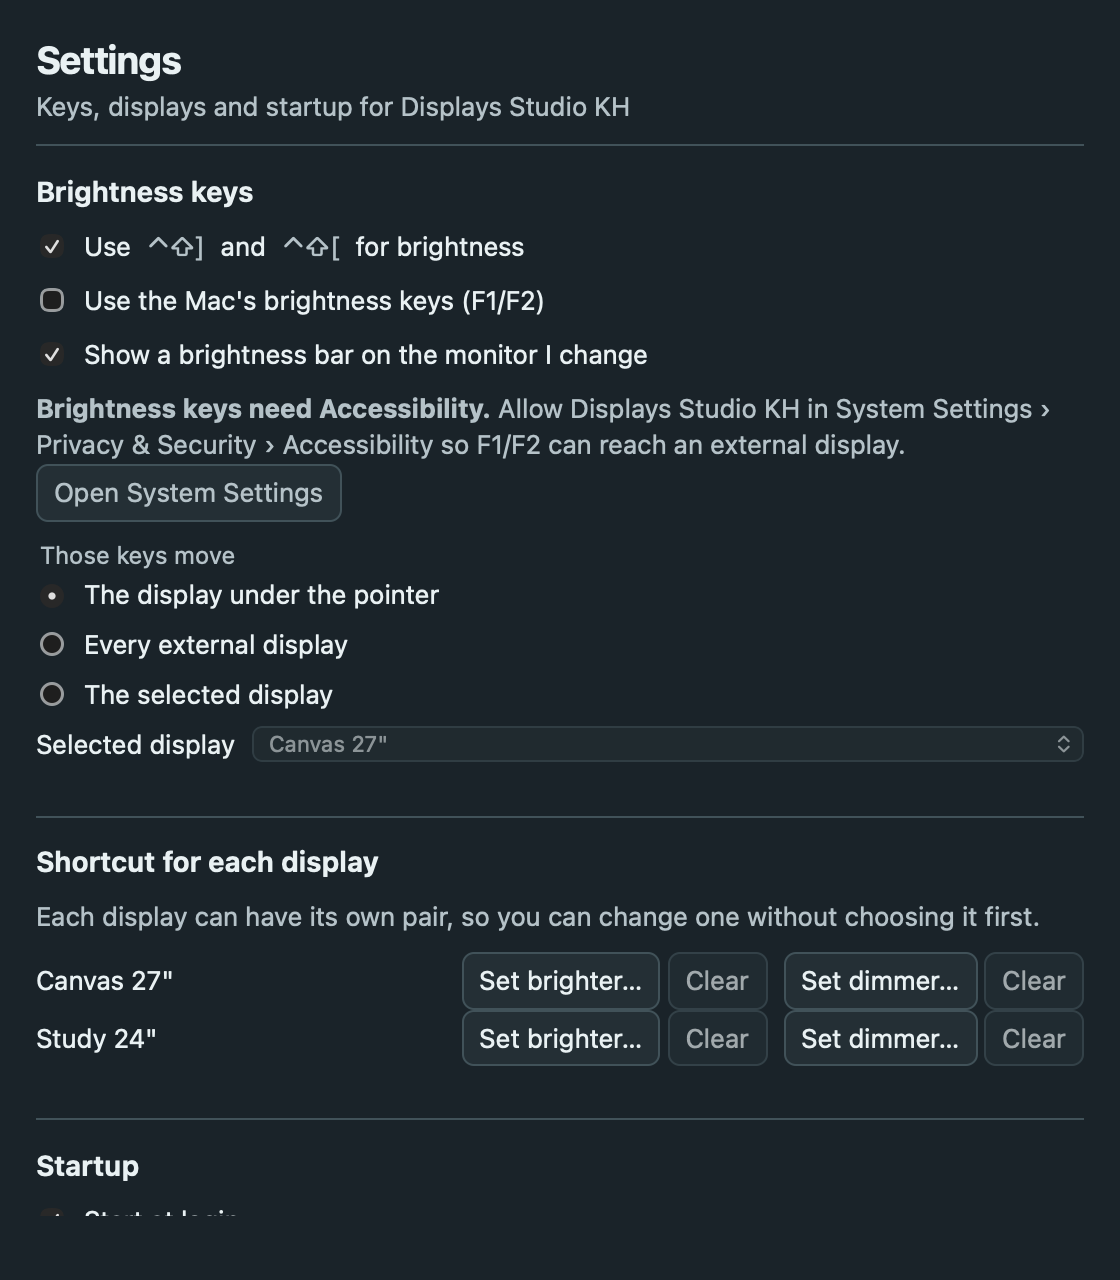 Settings
Keys, displays and startup for Displays Studio KH
Brightness keys
Use ^⇧] and ^⇧[ for brightness
Use the Mac's brightness keys (F1/F2)
Show a brightness bar on the monitor I change
Brightness keys need Accessibility. Allow Displays Studio KH in System Settings ›
Privacy & Security › Accessibility so F1/F2 can reach an external display.
Open System Settings
Those keys move
The display under the pointer
Every external display
The selected display
Selected display Canvas 27"
Shortcut for each display
Each display can have its own pair, so you can change one without choosing it first.
Canvas 27" Set brighter... Clear Set dimmer... Clear
Study 24" Set brighter... Clear Set dimmer... Clear
Startup
Start at login